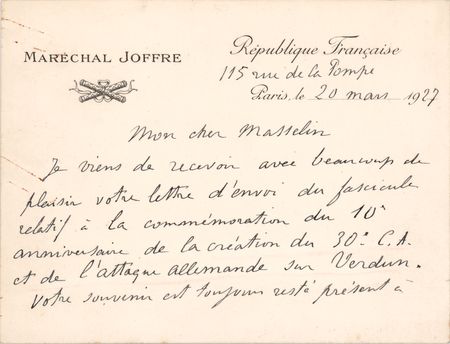 MARÉCHAL JOFFRE
République Française
115 rue de la Pompe
Paris, le 20 mars 1927
Mon cher Masselin
Je viens de recevoir avec beaucoup de
plaisir votre lettre d'envoi du fascicule
relatif à la commémoration du 10e
anniversaire de la création du 30e C.A.
et de l'attaque allemande sur Verdun.
Votre souvenir est toujours resté présent à